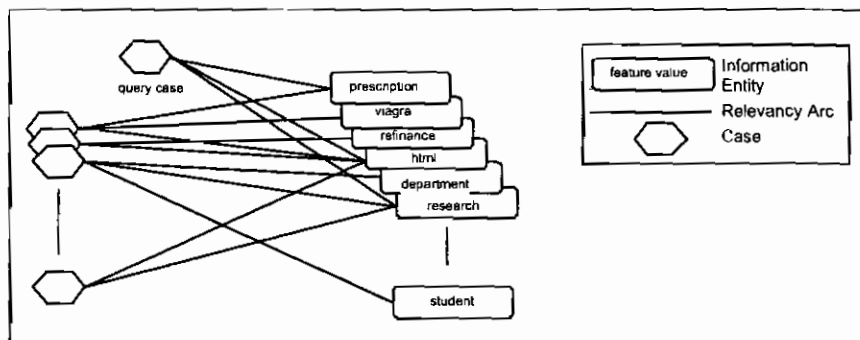 query case
prescription
viagra
refinance
html
department
research
student
feature value
Information
Entity
Relevancy Arc
Case